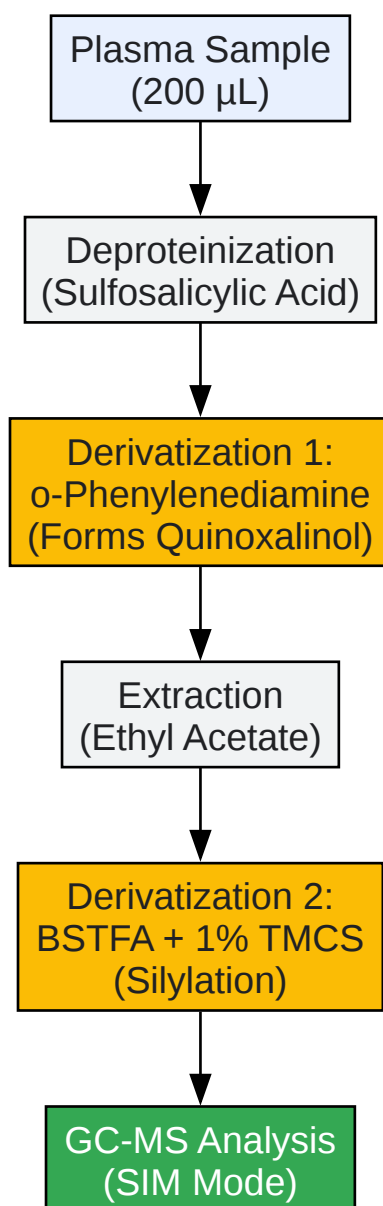 Plasma Sample
(200 µL)
Deproteinization
(Sulfosalicylic Acid)
Derivatization 1:
o-Phenylenediamine
(Forms Quinoxalinol)
Extraction
(Ethyl Acetate)
Derivatization 2:
BSTFA + 1% TMCS
(Silylation)
GC-MS Analysis
(SIM Mode)